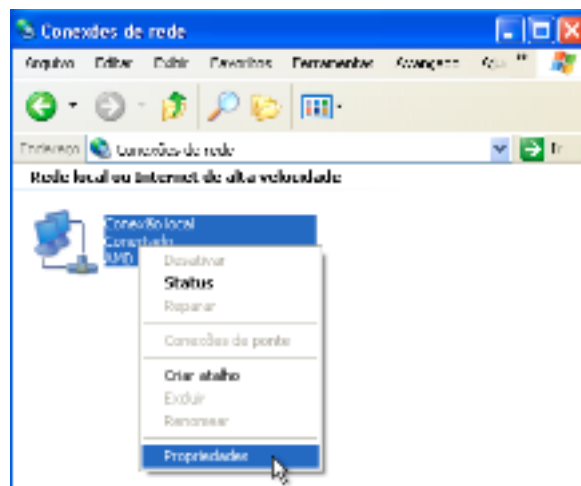 Conexões de rede
Arquivo Editar Exibir Favoritos Ferramentas Avançado
Endereço Conexões de rede Ir
Rede local ou Internet de alta velocidade
Conexão local
Conectado
AMD
Desativar
Status
Reparar
Conexões de ponte
Criar atalho
Excluir
Renomear
Propriedades